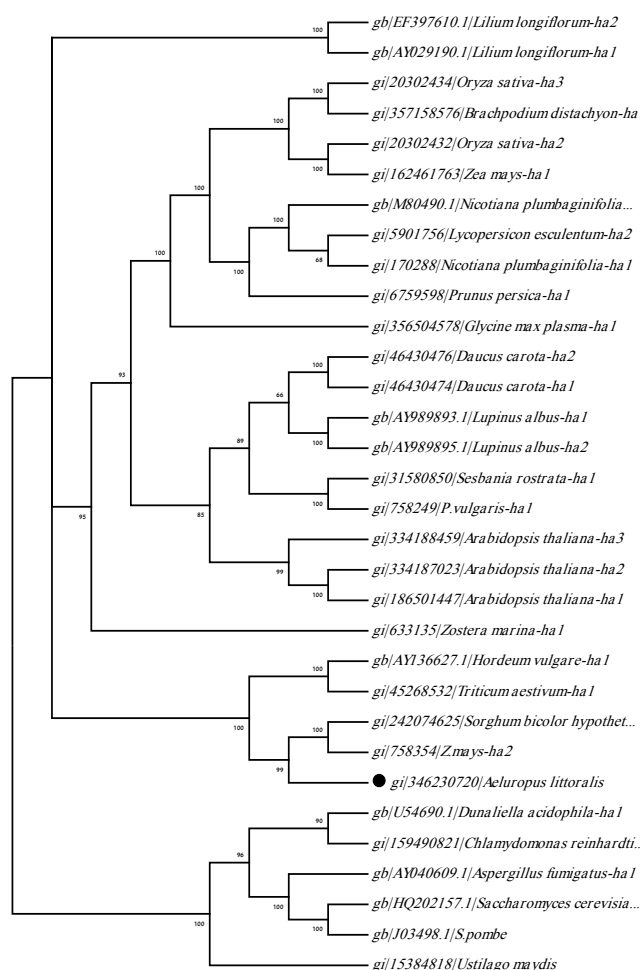 gb/EF397610.1/Lilium longiflorum-ha2
100
gb/AY029190.1/Lilium longiflorum-ha1
gi/20302434/Oryza sativa-ha3
100
gi/357158576/Brachpodium distachyon-ha
100
gi/20302432/Oryza sativa-ha2
100
gi/162461763/Zea mays-ha1
100
gb/M80490.1/Nicotiana plumbaginifolia...
100
gi/5901756/Lycopersicon esculentum-ha2
68
gi/170288/Nicotiana plumbaginifolia-ha1
100
100
gi/6759598/Prunus persica-ha1
gi/356504578/Glycine max plasma-ha1
93
gi/46430476/Daucus carota-ha2
100
gi/46430474/Daucus carota-ha1
66
gb/AY989893.1/Lupinus albus-ha1
100
gb/AY989895.1/Lupinus albus-ha2
89
gi/31580850/Sesbania rostrata-ha1
100
gi/758249/P.vulgaris-ha1
85
95
gi/334188459/Arabidopsis thaliana-ha3
99
gi/334187023/Arabidopsis thaliana-ha2
100
gi/186501447/Arabidopsis thaliana-ha1
gi/633135/Zostera marina-ha1
gb/AY136627.1/Hordeum vulgare-ha1
100
gi/45268532/Triticum aestivum-ha1
100
gi/242074625/Sorghum bicolor hypothet...
100
gi/758354/Z.mays-ha2
99
gi/346230720/Aeluropus littoralis
gb/U54690.1/Dunaliella acidophila-ha1
90
gi/159490821/Chlamydomonas reinhardti...
96
gb/AY040609.1/Aspergillus fumigatus-ha1
100
gb/HQ202157.1/Saccharomyces cerevisia...
100
gb/J03498.1/S.pombe
100
gi/15384818/Ustilago maydis